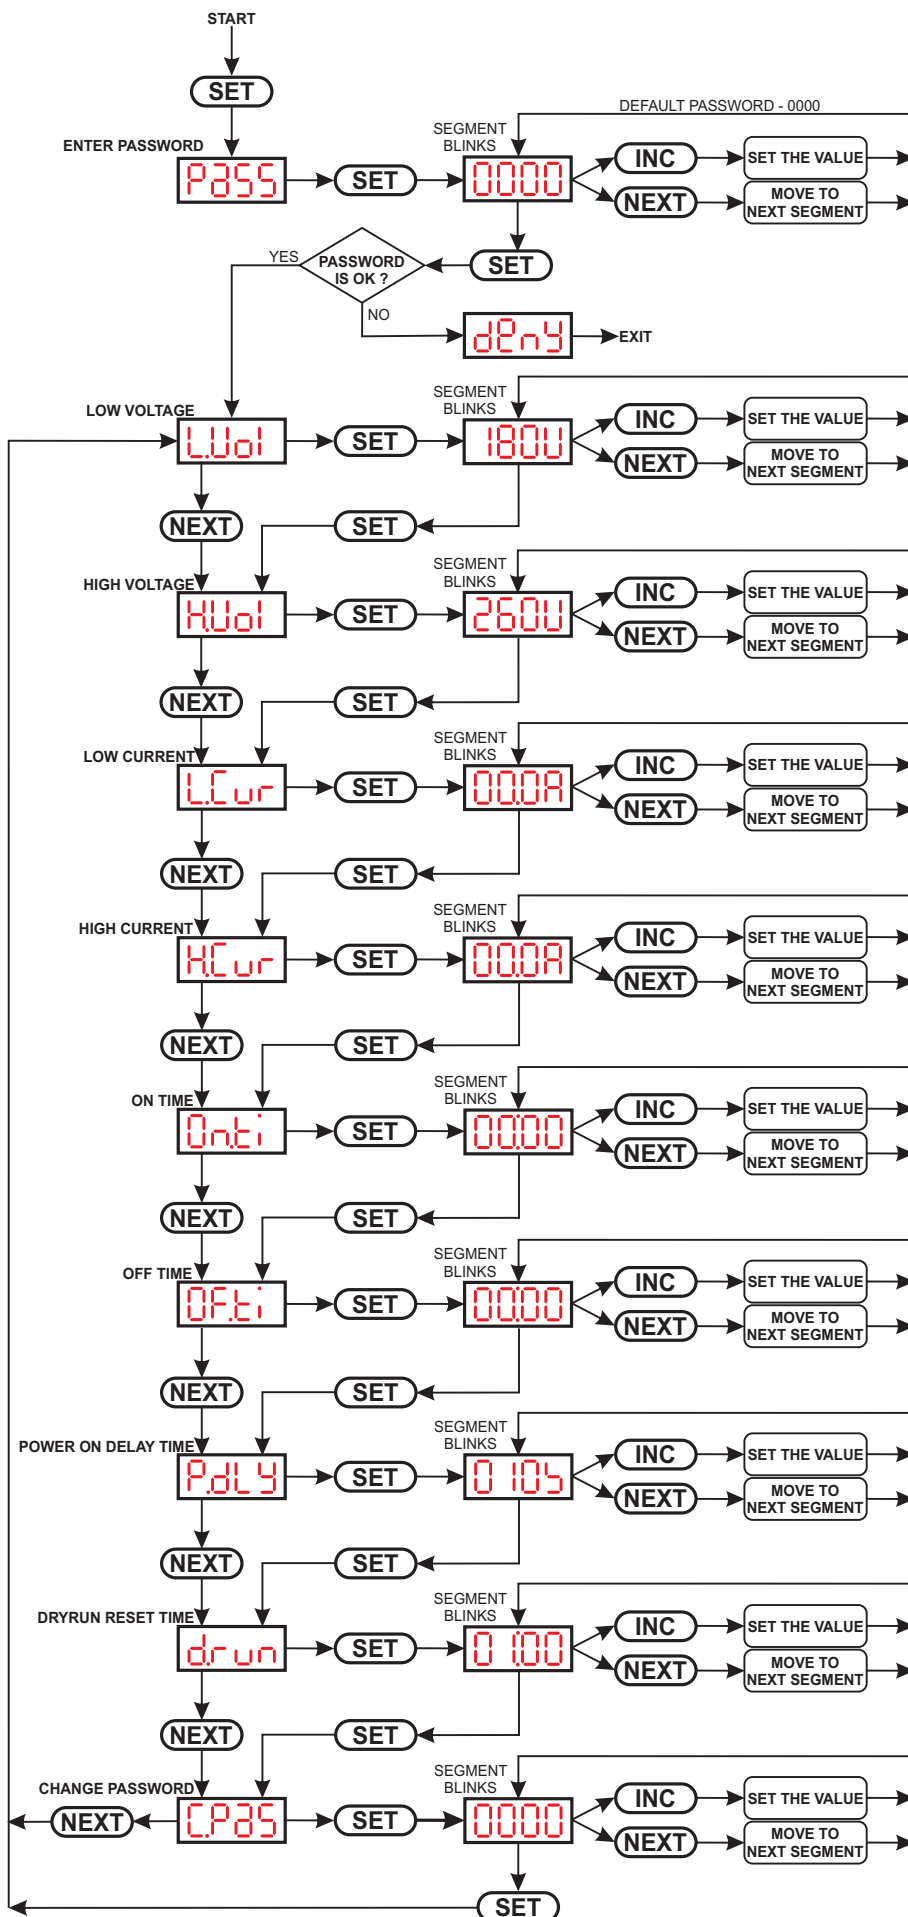 START
SET
DEFAULT PASSWORD - 0000
ENTER PASSWORD
SEGMENT
BLINKS
PASS
SET
0000
INC
SET THE VALUE
NEXT
MOVE TO
NEXT SEGMENT
SET
YES
PASSWORD
IS OK ?
NO
dEnY
EXIT
LOW VOLTAGE
SEGMENT
BLINKS
L.Vol
SET
180V
INC
SET THE VALUE
NEXT
MOVE TO
NEXT SEGMENT
NEXT
SET
HIGH VOLTAGE
SEGMENT
BLINKS
H.Vol
SET
260V
INC
SET THE VALUE
NEXT
MOVE TO
NEXT SEGMENT
NEXT
SET
LOW CURRENT
SEGMENT
BLINKS
L.Cur
SET
00.0A
INC
SET THE VALUE
NEXT
MOVE TO
NEXT SEGMENT
NEXT
SET
HIGH CURRENT
SEGMENT
BLINKS
H.Cur
SET
00.0A
INC
SET THE VALUE
NEXT
MOVE TO
NEXT SEGMENT
NEXT
SET
ON TIME
SEGMENT
BLINKS
On.ti
SET
00:00
INC
SET THE VALUE
NEXT
MOVE TO
NEXT SEGMENT
NEXT
SET
OFF TIME
SEGMENT
BLINKS
OF.ti
SET
00:00
INC
SET THE VALUE
NEXT
MOVE TO
NEXT SEGMENT
NEXT
SET
POWER ON DELAY TIME
SEGMENT
BLINKS
P.dLY
SET
010s
INC
SET THE VALUE
NEXT
MOVE TO
NEXT SEGMENT
NEXT
SET
DRYRUN RESET TIME
SEGMENT
BLINKS
d.run
SET
01:00
INC
SET THE VALUE
NEXT
MOVE TO
NEXT SEGMENT
NEXT
SET
CHANGE PASSWORD
SEGMENT
BLINKS
NEXT
C.PAS
SET
0000
INC
SET THE VALUE
NEXT
MOVE TO
NEXT SEGMENT
SET